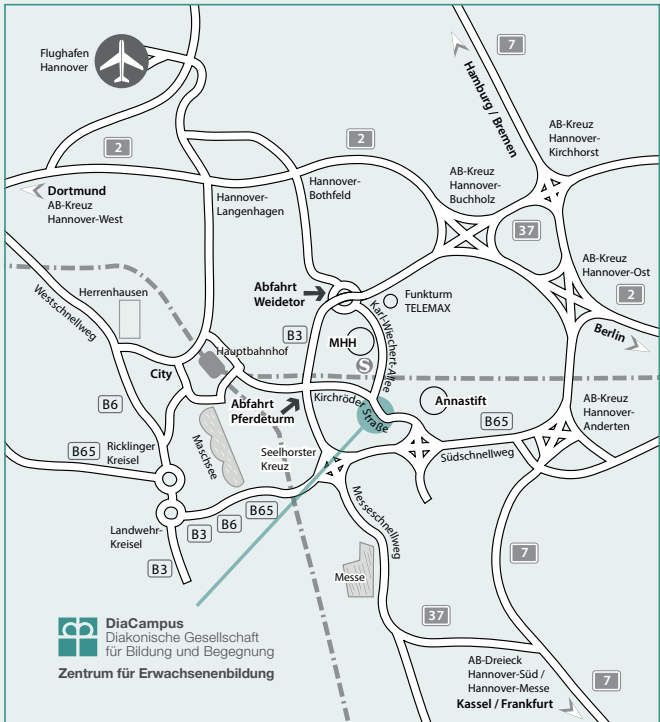 Flughafen
Hannover
7
Hamburg / Bremen
AB-Kreuz
Hannover-
Kirchhorst
2
2
Dortmund
AB-Kreuz
Hannover-West
Hannover-
Langenhagen
Hannover-
Bothfeld
AB-Kreuz
Hannover-
Buchholz
37
AB-Kreuz
Hannover-Ost
2
Berlin
Westschnellweg
Herrenhausen
Abfahrt
Weidetor
Funkturm
TELEMAX
Karl-Wiechert-Allee
B3
MHH
S
Hauptbahnhof
City
Abfahrt
Pferdeturm
Kirchröder
Straße
Annastift
B65
AB-Kreuz
Hannover-
Anderten
B6
B65
Ricklinger
Kreisel
Maschsee
Seelhorster
Kreuz
Südschnellweg
Messeschnellweg
B65
B6
B3
Landwehr-
Kreisel
B3
Messe
7
37
DiaCampus
Diakonische Gesellschaft
für Bildung und Begegnung
Zentrum für Erwachsenenbildung
AB-Dreieck
Hannover-Süd /
Hannover-Messe
Kassel / Frankfurt
7